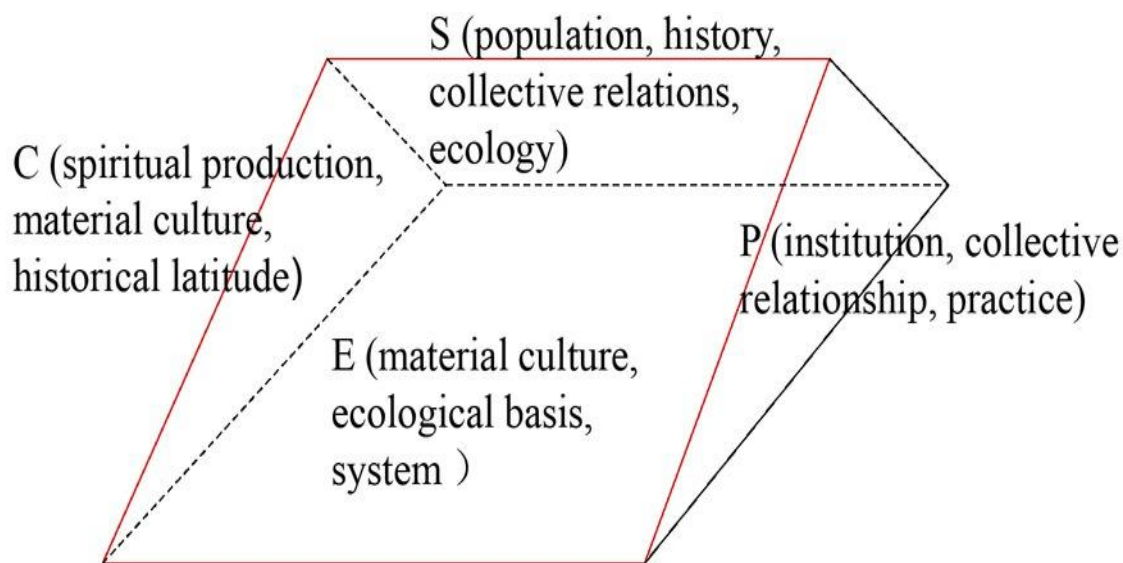 S (population, history,
collective relations,
ecology)
C (spiritual production,
material culture,
historical latitude)
P (institution, collective
relationship, practice)
E (material culture,
ecological basis,
system ）